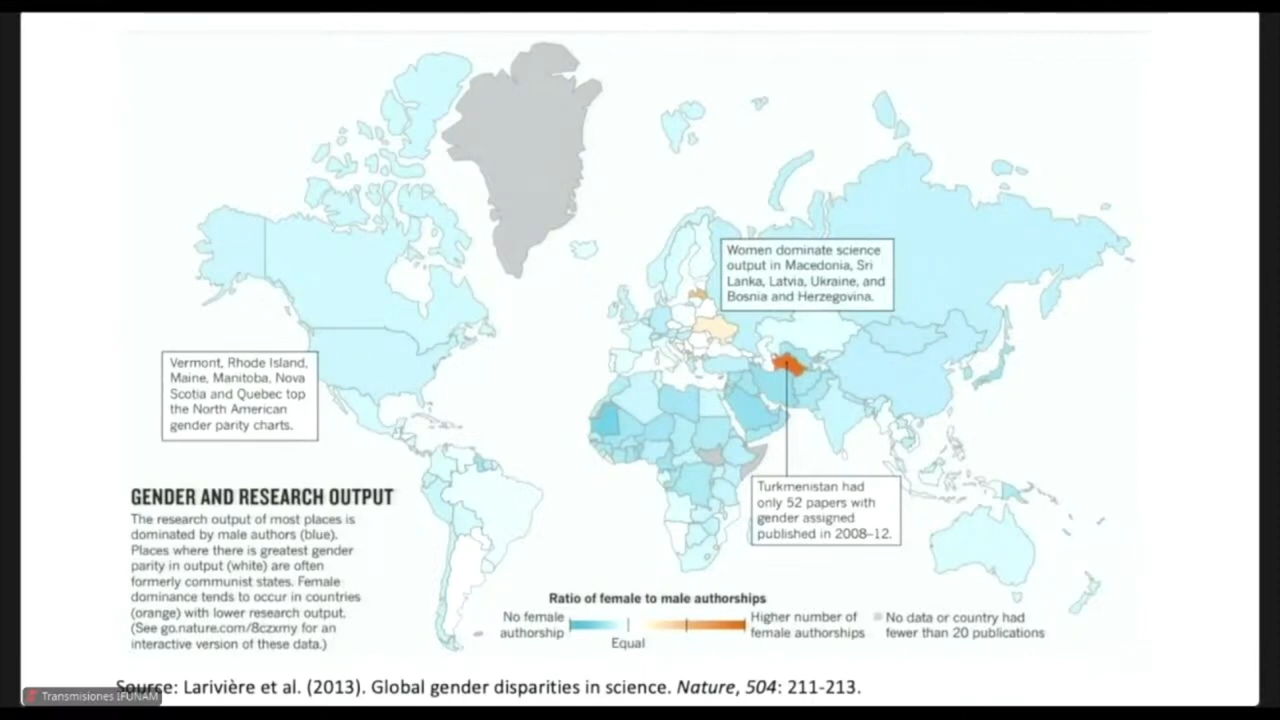 Women dominate science
output in Macedonia, Sri
Lanka, Latvia, Ukraine, and
Bosnia and Herzegovina.
Vermont, Rhode Island,
Maine, Manitoba, Nova
Scotia and Quebec top
the North American
gender parity charts.
Turkmenistan had
only 52 papers with
gender assigned
published in 2008–12.
GENDER AND RESEARCH OUTPUT
The research output of most places is
dominated by male authors (blue).
Places where there is greatest gender
parity in output (white) are often
formerly communist states. Female
dominance tends to occur in countries
(orange) with lower research output.
(See go.nature.com/8czxmy for an
interactive version of these data.)
Ratio of female to male authorships
No female
authorship
Equal
Higher number of
female authorships
No data or country had
fewer than 20 publications
Source: Larivière et al. (2013). Global gender disparities in science. Nature, 504: 211-213.
Transmisiones IFUNAM